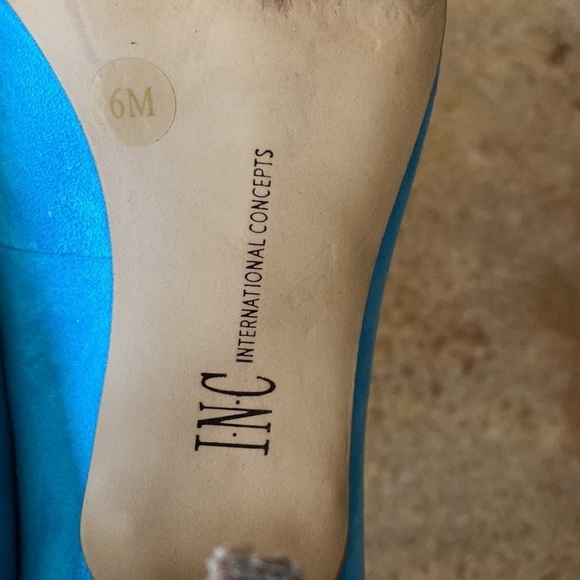 6M
I·N·C INTERNATIONAL CONCEPTS